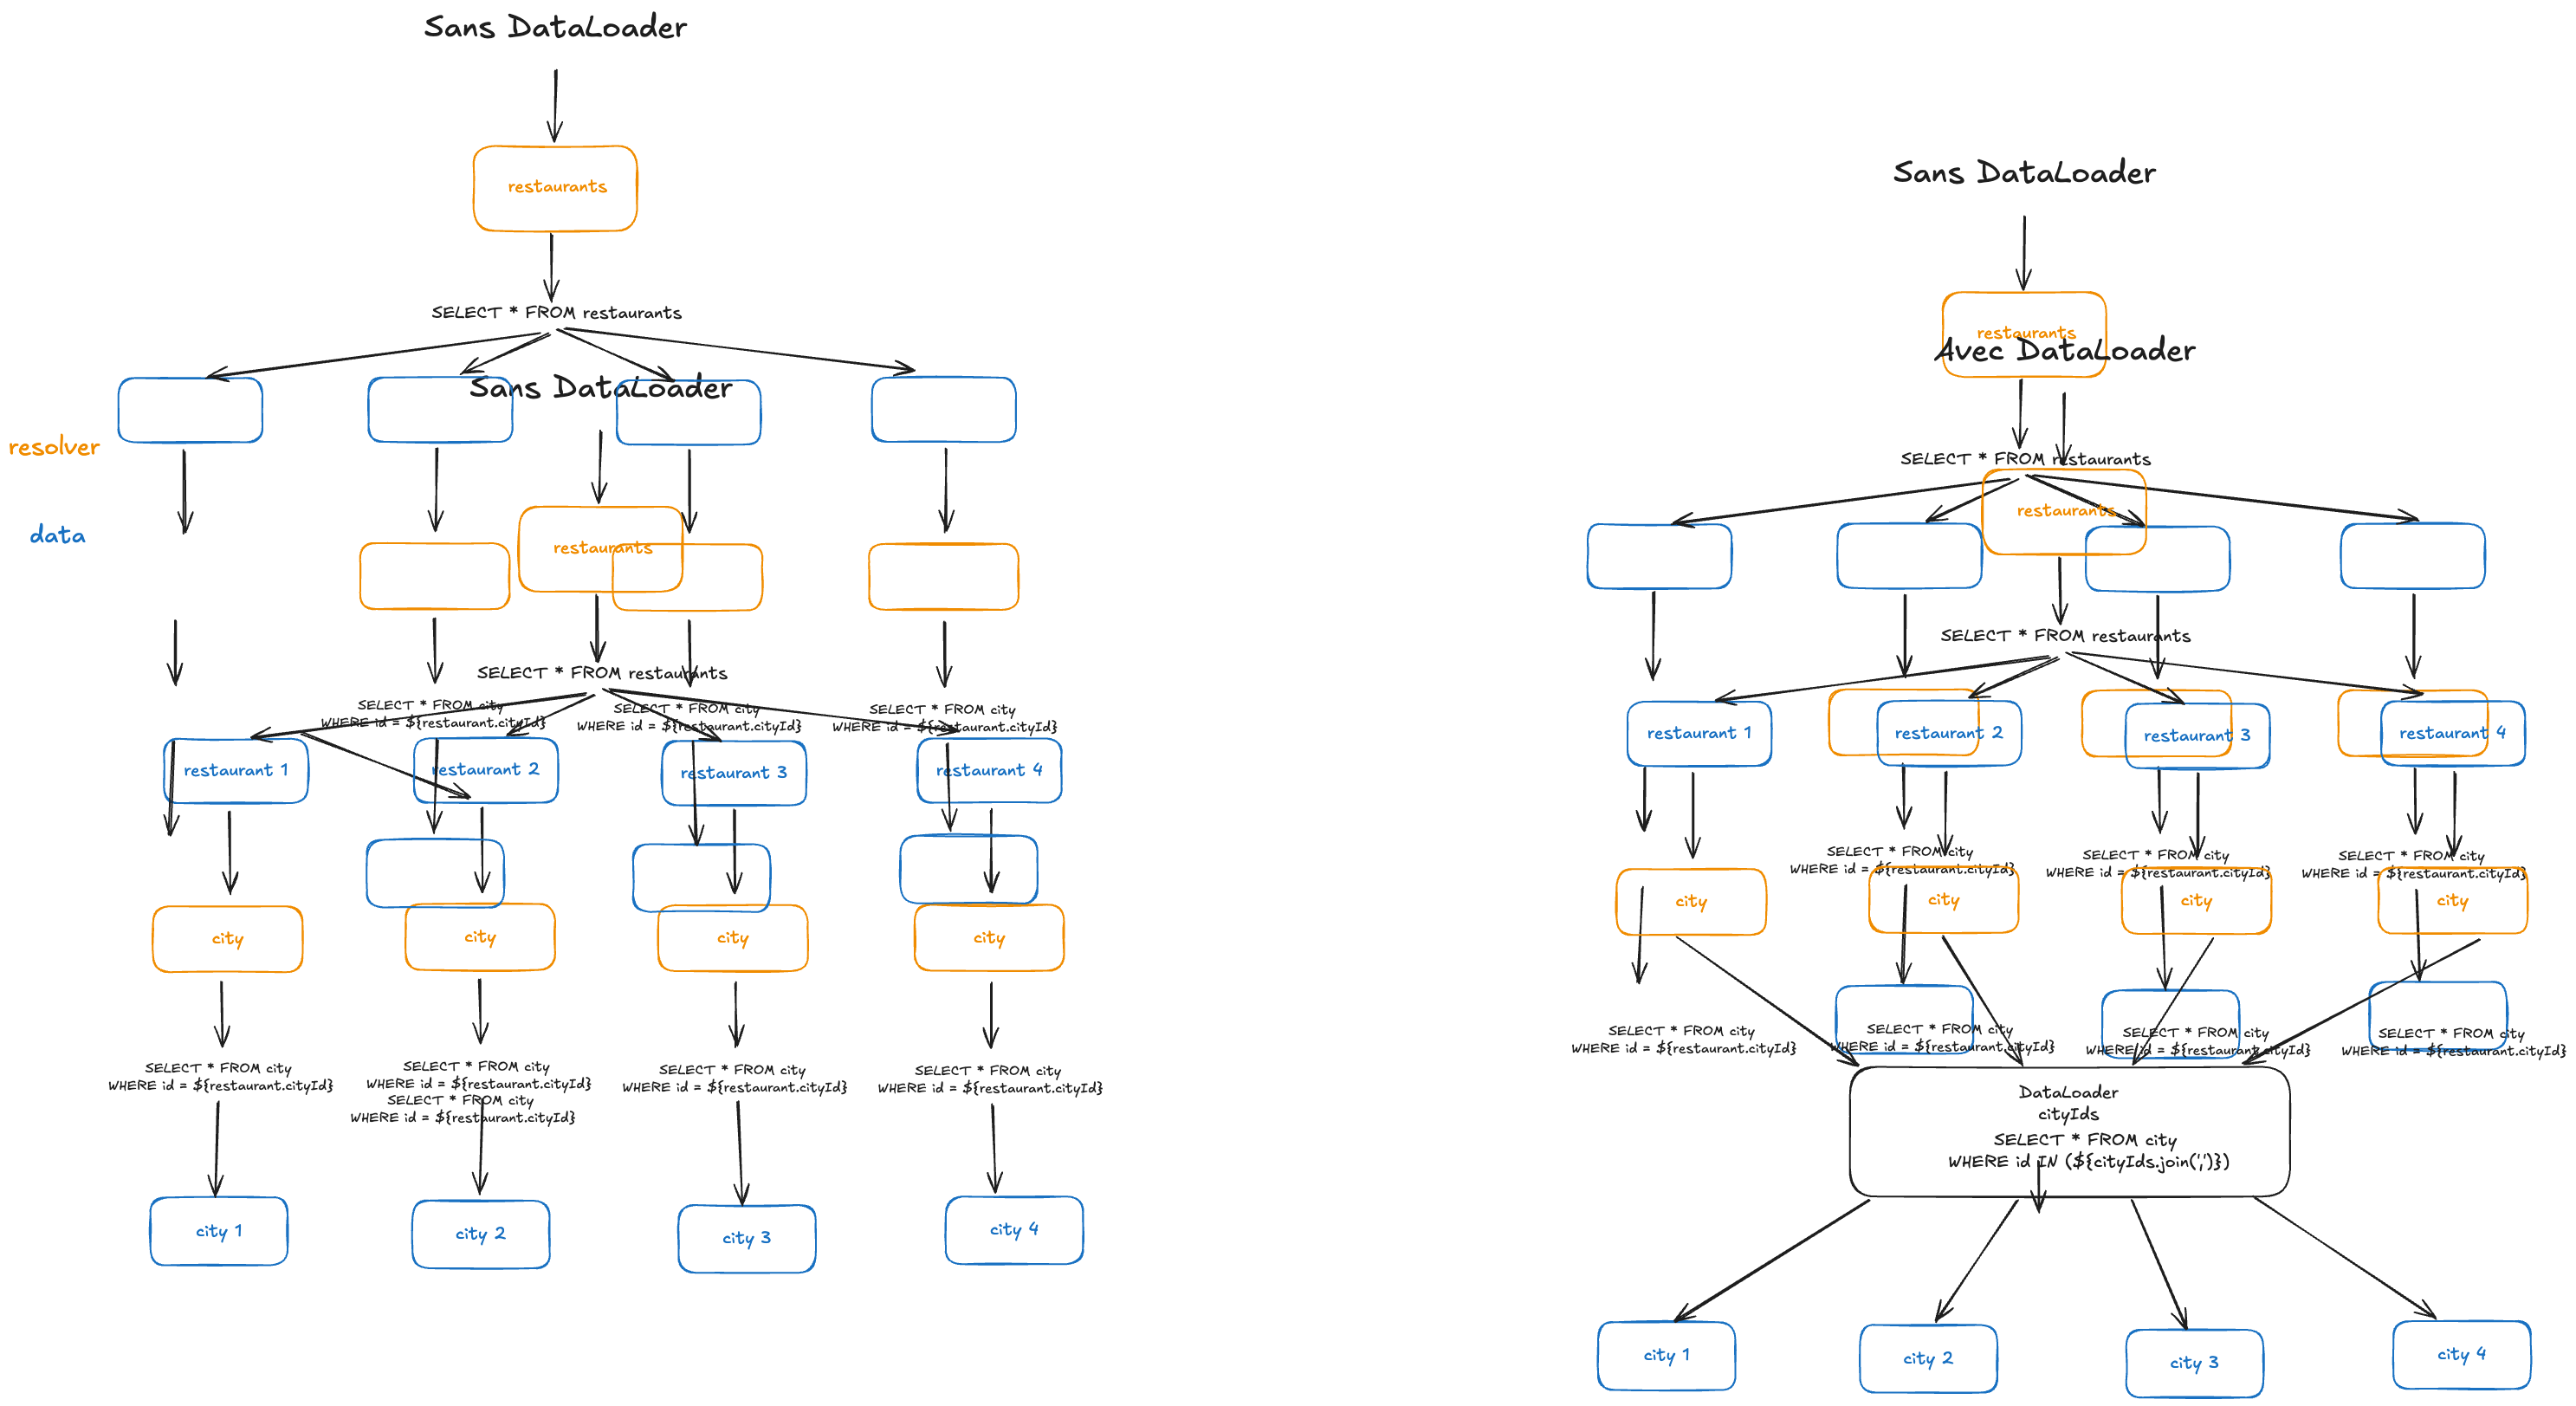 Sans DataLoader
restaurants
SELECT * FROM restaurants
Sans DataLoader
resolver
data
restaurants
SELECT * FROM restaurants
SELECT * FROM city
WHERE id = ${restaurant.cityId}
SELECT * FROM city
WHERE id = ${restaurant.cityId}
SELECT * FROM city
WHERE id = ${restaurant.cityId}
restaurant 1
restaurant 2
restaurant 3
restaurant 4
city
city
city
city
SELECT * FROM city
WHERE id = ${restaurant.cityId}
SELECT * FROM city
WHERE id = ${restaurant.cityId}
SELECT * FROM city
WHERE id = ${restaurant.cityId}
SELECT * FROM city
WHERE id = ${restaurant.cityId}
SELECT * FROM city
WHERE id = ${restaurant.cityId}
city 1
city 2
city 3
city 4
Sans DataLoader
restaurants
Avec DataLoader
SELECT * FROM restaurants
restaurants
SELECT * FROM restaurants
restaurant 1
restaurant 2
restaurant 3
restaurant 4
SELECT * FROM city
WHERE id = ${restaurant.cityId}
SELECT * FROM city
WHERE id = ${restaurant.cityId}
SELECT * FROM city
WHERE id = ${restaurant.cityId}
city
city
city
city
SELECT * FROM city
WHERE id = ${restaurant.cityId}
SELECT * FROM city
WHERE id = ${restaurant.cityId}
SELECT * FROM city
WHERE id = ${restaurant.cityId}
SELECT * FROM city
WHERE id = ${restaurant.cityId}
DataLoader
cityIds
SELECT * FROM city
WHERE id IN (${cityIds.join(',')})
city 1
city 2
city 3
city 4